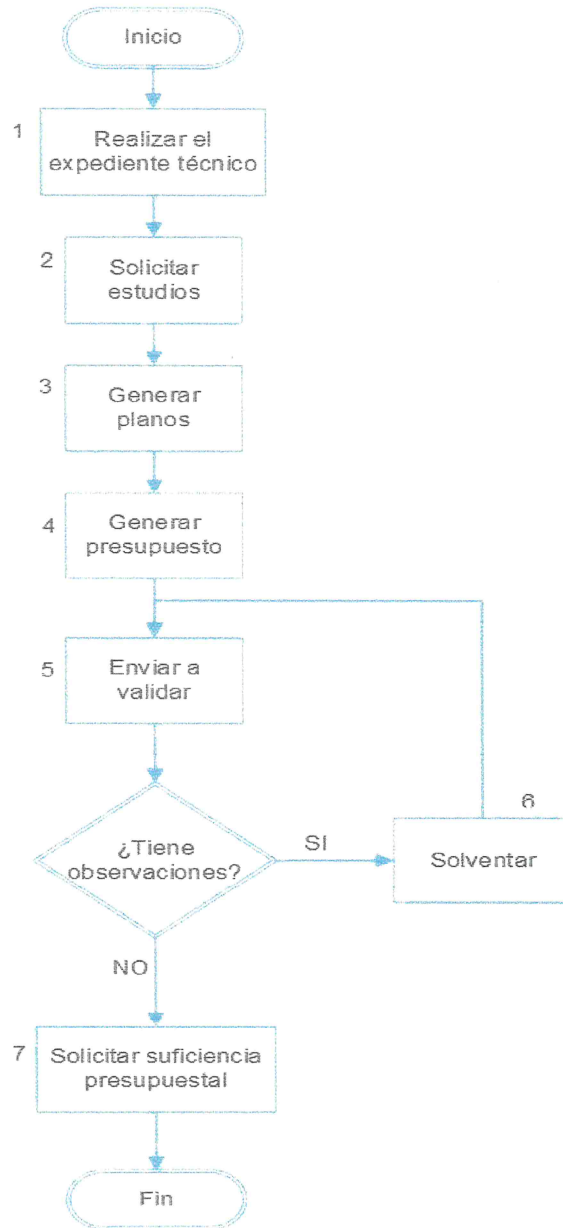 Inicio
1
Realizar el
expediente técnico
2
Solicitar
estudios
3
Generar
planos
4
Generar
presupuesto
5
Enviar a
validar
¿Tiene
observaciones?
SI
6
Solventar
NO
7
Solicitar suficiencia
presupuestal
Fin